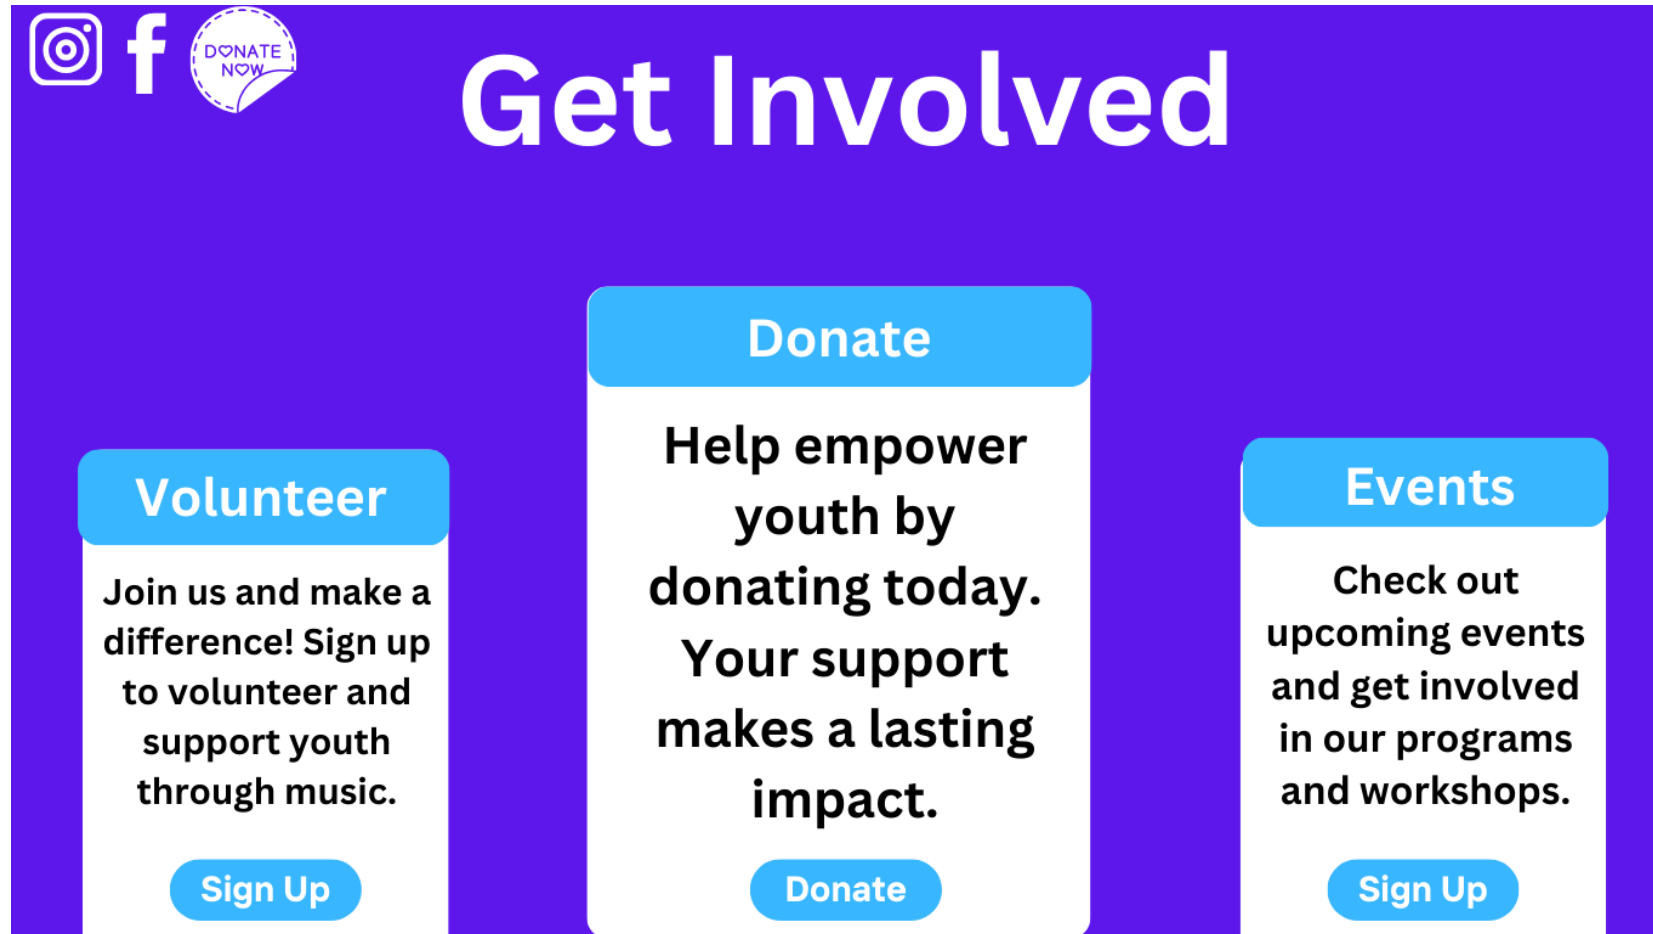 DONATE
NOW
Get Involved
Donate
Help empower
youth by
donating today.
Your support
makes a lasting
impact.
Donate
Volunteer
Join us and make a
difference! Sign up
to volunteer and
support youth
through music.
Sign Up
Events
Check out
upcoming events
and get involved
in our programs
and workshops.
Sign Up